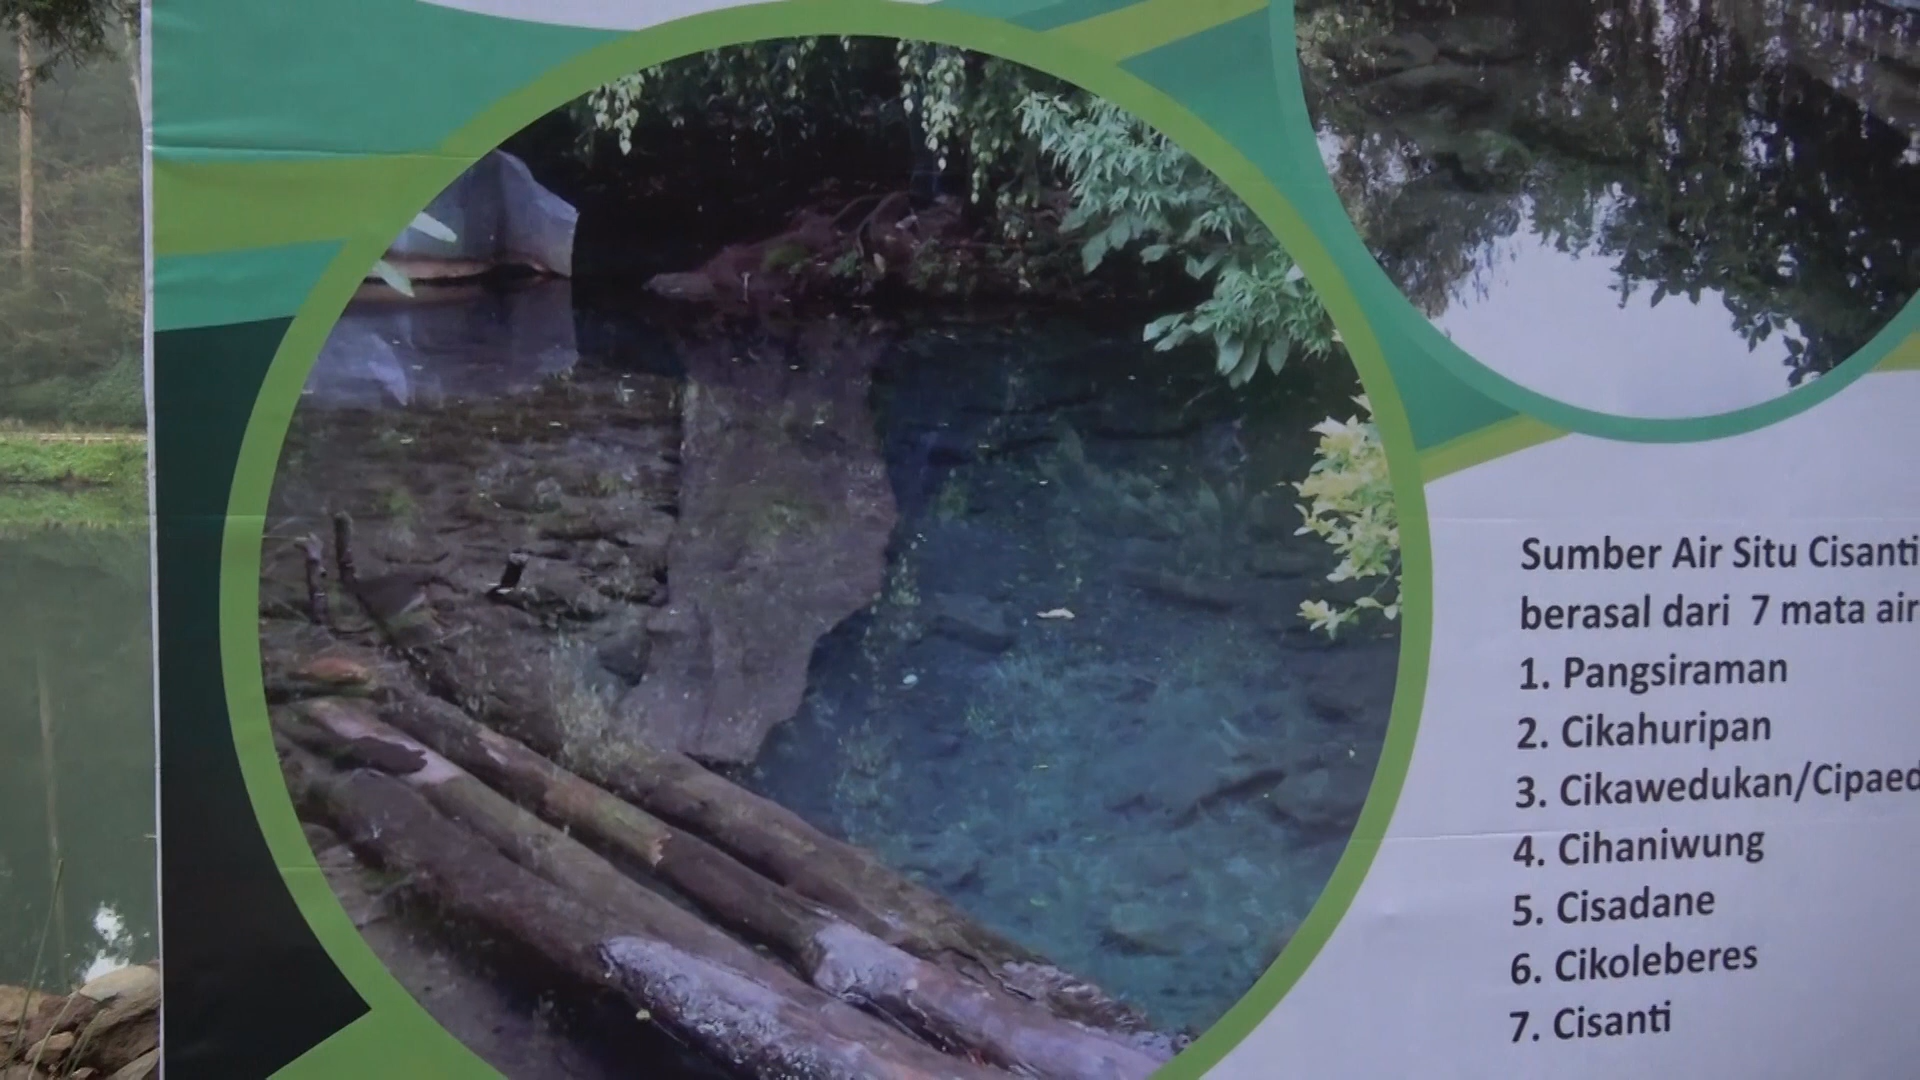 Sumber Air Situ Cisanti
berasal dari 7 mata air
1. Pangsiraman
2. Cikahuripan
3. Cikawedukan/Cipaed
4. Cihaniwung
5. Cisadane
6. Cikoleberes
7. Cisanti